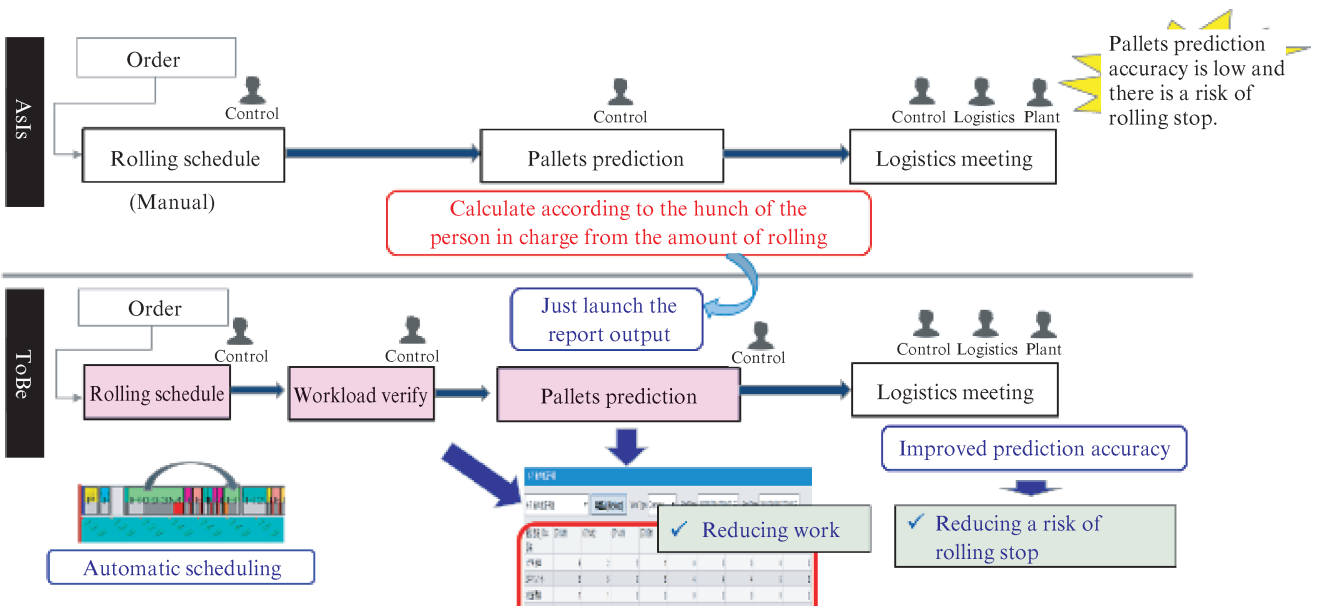 AsIs
Order
Control
Rolling schedule
(Manual)
Control
Pallets prediction
Calculate according to the hunch of the
person in charge from the amount of rolling
Control Logistics Plant
Logistics meeting
Pallets prediction
accuracy is low and
there is a risk of
rolling stop.
ToBe
Order
Control
Rolling schedule
Control
Workload verify
Just launch the
report output
Control
Pallets prediction
Control Logistics Plant
Logistics meeting
Automatic scheduling
✓ Reducing work
Improved prediction accuracy
✓ Reducing a risk of
rolling stop